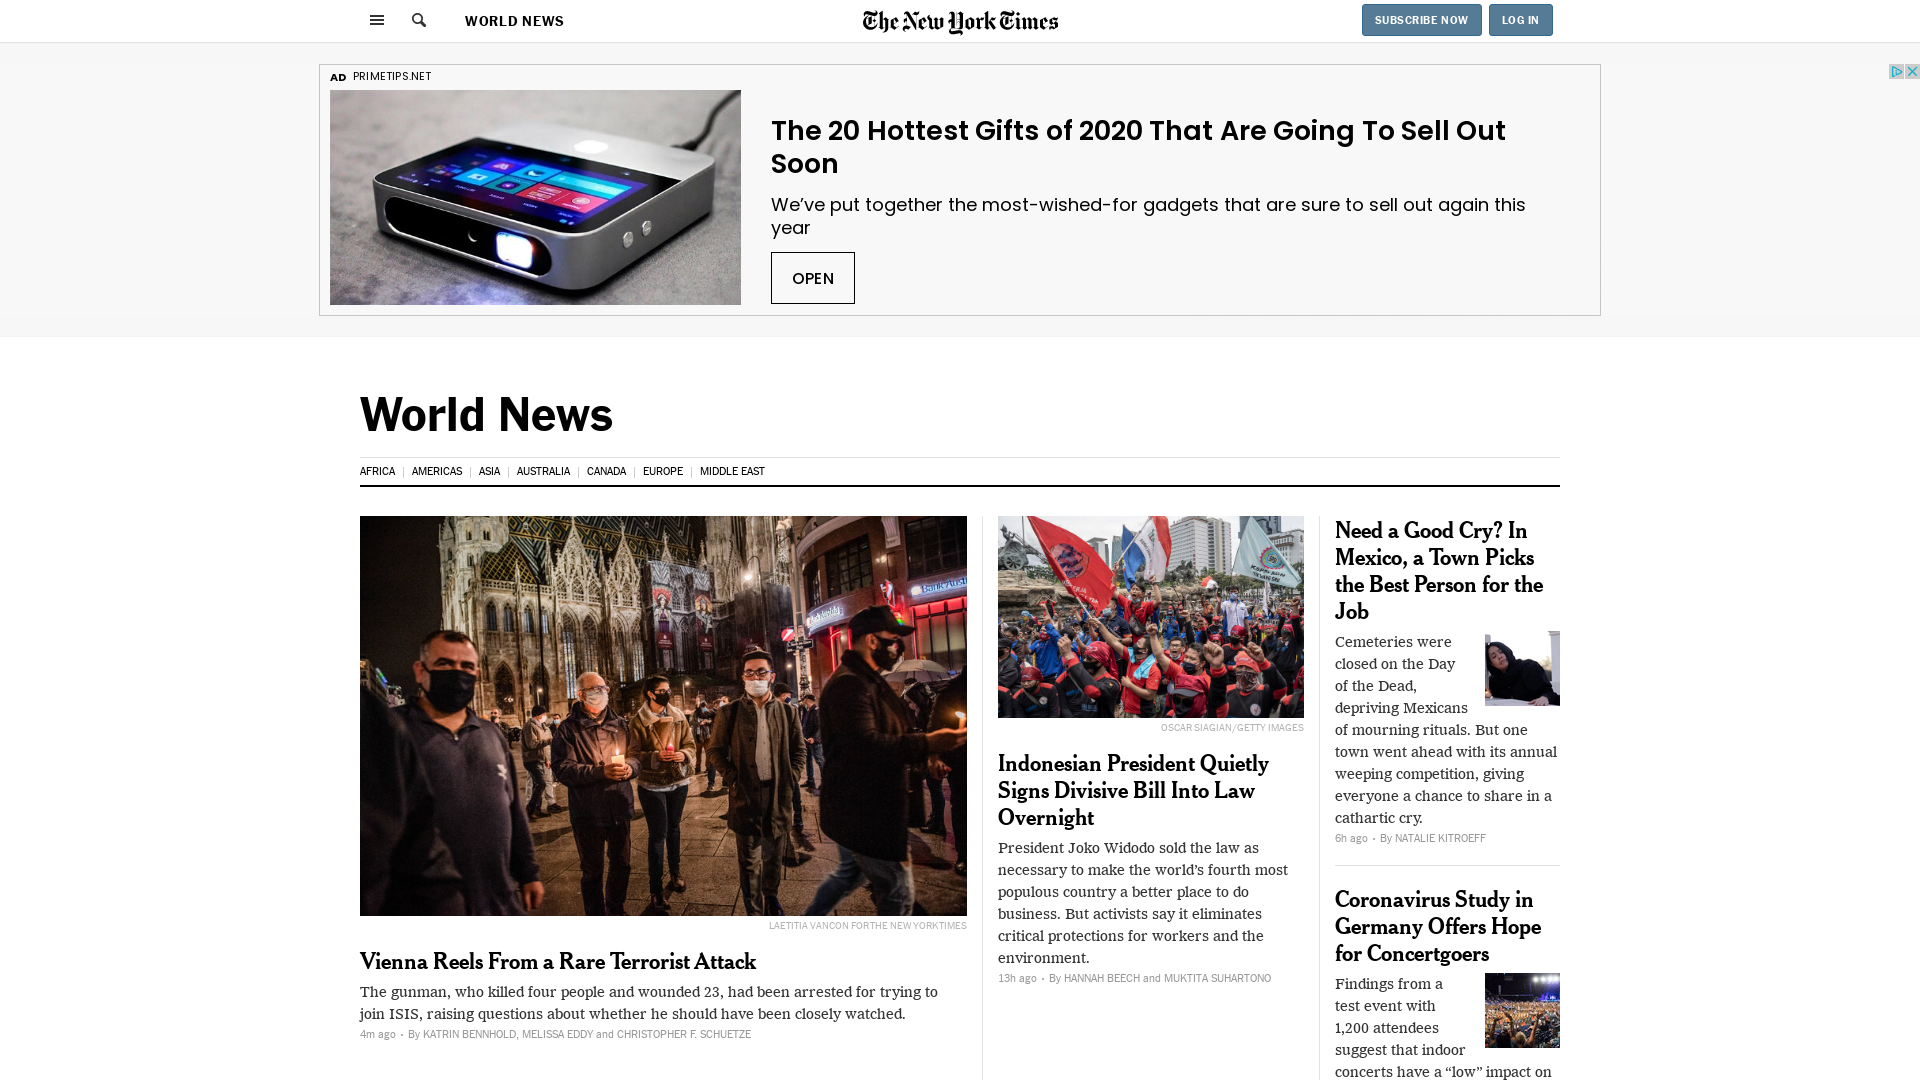 WORLD NEWS
The New York Times
SUBSCRIBE NOW
LOG IN
AD PRIMETIPS.NET
The 20 Hottest Gifts of 2020 That Are Going To Sell Out
Soon
We’ve put together the most-wished-for gadgets that are sure to sell out again this
year
OPEN
World News
AFRICA
AMERICAS
ASIA
AUSTRALIA
CANADA
EUROPE
MIDDLE EAST
LAETITIA VANCON FOR THE NEW YORK TIMES
Vienna Reels From a Rare Terrorist Attack
The gunman, who killed four people and wounded 23, had been arrested for trying to
join ISIS, raising questions about whether he should have been closely watched.
4m ago · By KATRIN BENNHOLD, MELISSA EDDY and CHRISTOPHER F. SCHUETZE
OSCAR SIAGIAN/GETTY IMAGES
Indonesian President Quietly
Signs Divisive Bill Into Law
Overnight
President Joko Widodo sold the law as
necessary to make the world’s fourth most
populous country a better place to do
business. But activists say it eliminates
critical protections for workers and the
environment.
13h ago · By HANNAH BEECH and MUKTITA SUHARTONO
Need a Good Cry? In
Mexico, a Town Picks
the Best Person for the
Job
Cemeteries were
closed on the Day
of the Dead,
depriving Mexicans
of mourning rituals. But one
town went ahead with its annual
weeping competition, giving
everyone a chance to share in a
cathartic cry.
6h ago · By NATALIE KITROEFF
Coronavirus Study in
Germany Offers Hope
for Concertgoers
Findings from a
test event with
1,200 attendees
suggest that indoor
concerts have a “low” impact on